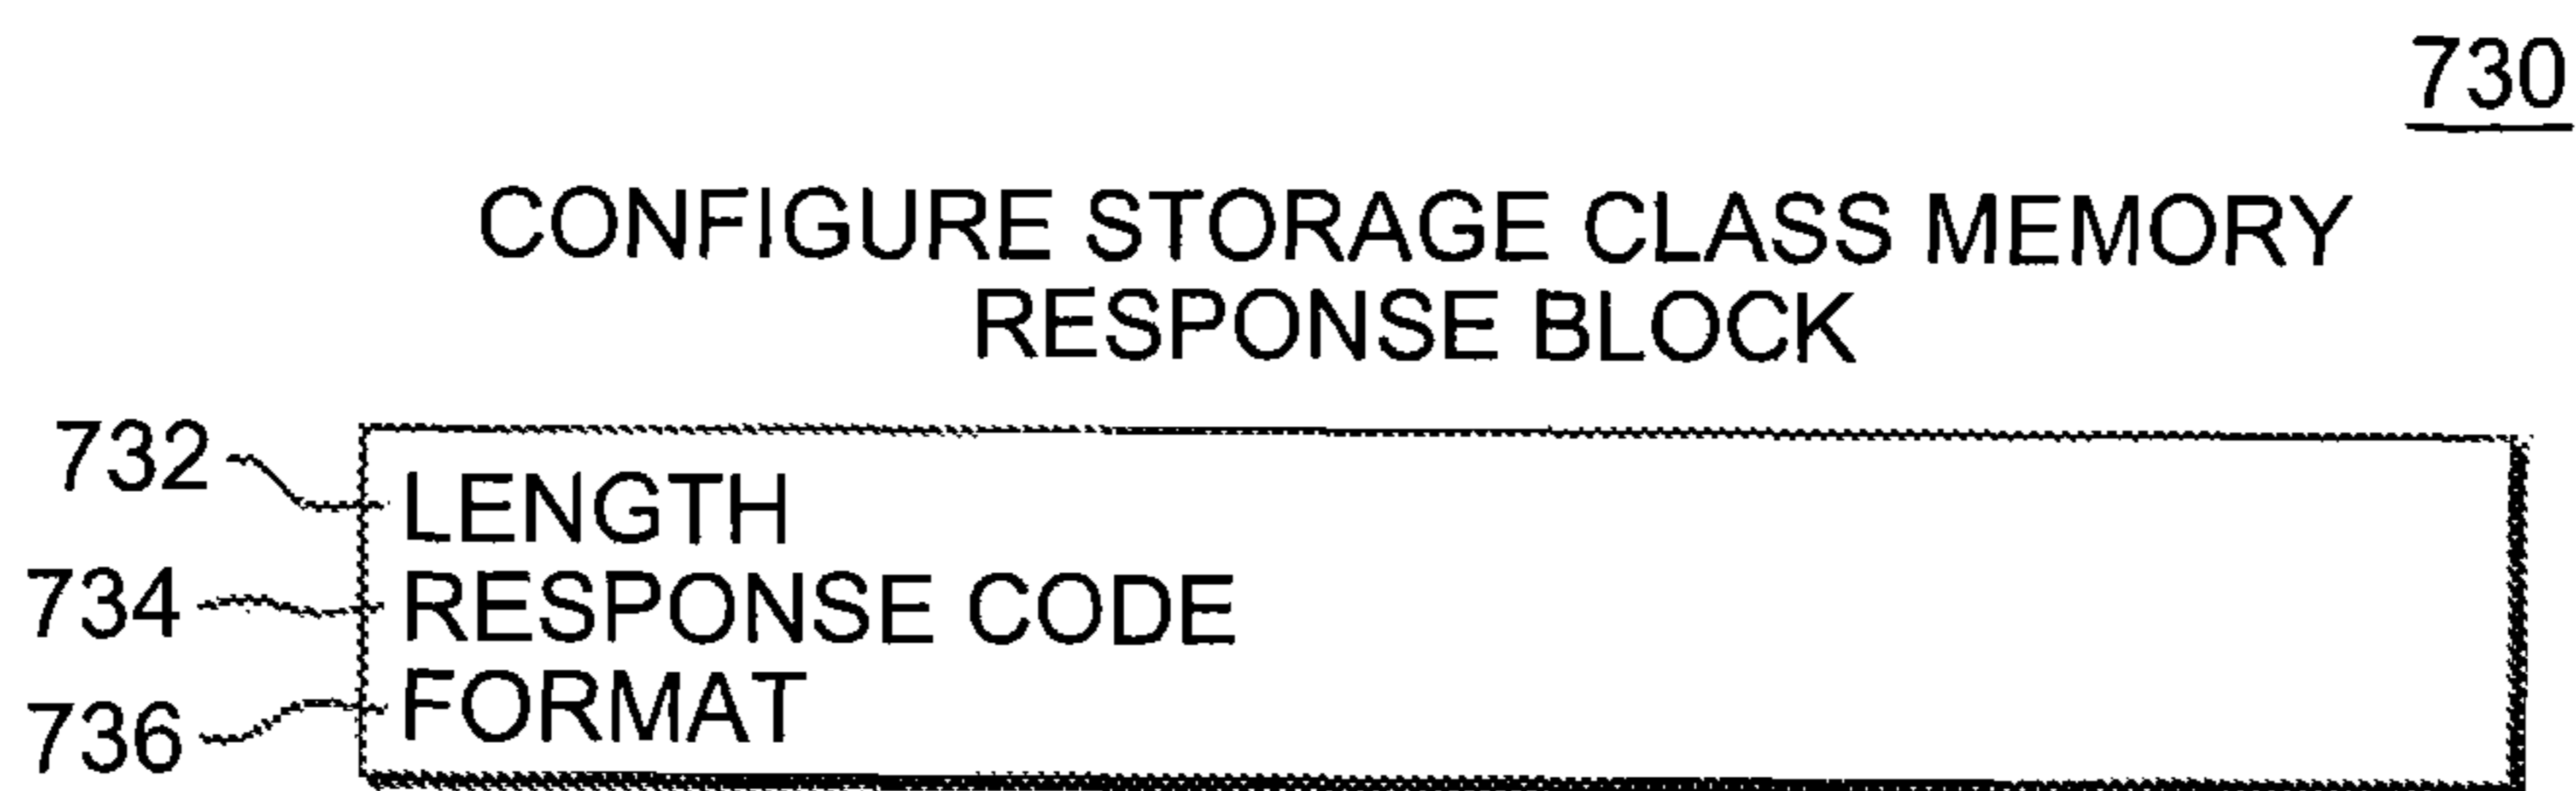 730
CONFIGURE STORAGE CLASS MEMORY
RESPONSE BLOCK
732 LENGTH
734 RESPONSE CODE
736 FORMAT